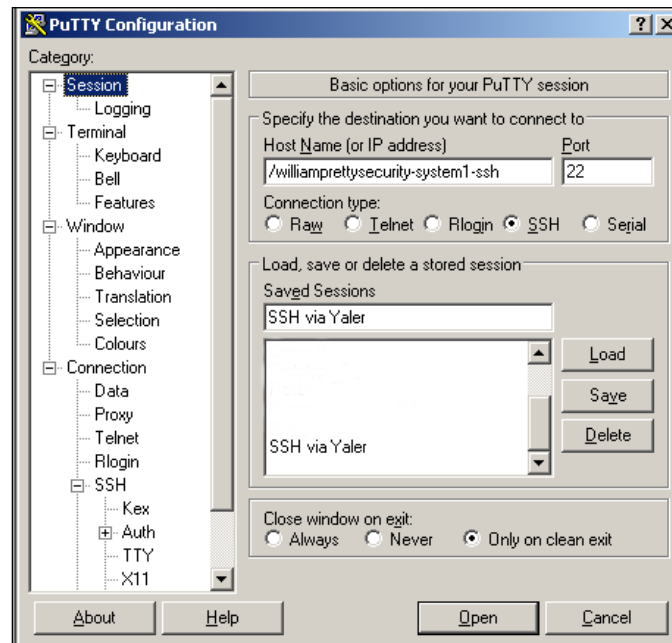 PuTTY Configuration
Category:
Session
Logging
Terminal
Keyboard
Bell
Features
Window
Appearance
Behaviour
Translation
Selection
Colours
Connection
Data
Proxy
Telnet
Rlogin
SSH
Kex
Auth
TTY
X11
Basic options for your PuTTY session
Specify the destination you want to connect to
Host Name (or IP address) Port
/williamprettysecurity-system1-ssh 22
Connection type:
Raw Telnet Rlogin SSH Serial
Load, save or delete a stored session
Saved Sessions
SSH via Yaler
SSH via Yaler
Load
Save
Delete
Close window on exit:
Always Never Only on clean exit
About Help Open Cancel